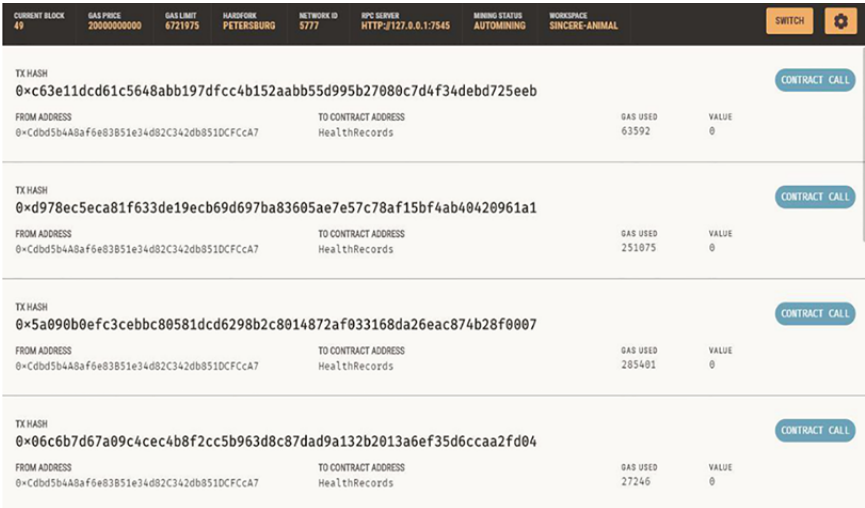 CURRENT BLOCK GAS PRICE GAS LIMIT HARDFORK NETWORK ID RPC SERVER MINING STATUS WORKSPACE
49 20000000000 6721975 PETERSBURG 5777 HTTP://127.0.0.1:7545 AUTOMINING SINCERE-ANIMAL SWITCH
TX HASH
0×c63e11dcd61c5648abb197dfcc4b152aabb55d995b27080c7d4f34debd725eeb CONTRACT CALL
FROM ADDRESS TO CONTRACT ADDRESS GAS USED VALUE
0×Cdbd5b4A8af6e83B51e34d82C342db851DCFCcA7 HealthRecords 63592 0
TX HASH
0×d978ec5eca81f633de19ecb69d697ba83605ae7e57c78af15bf4ab40420961a1 CONTRACT CALL
FROM ADDRESS TO CONTRACT ADDRESS GAS USED VALUE
0×Cdbd5b4A8af6e83B51e34d82C342db851DCFCcA7 HealthRecords 251075 0
TX HASH
0×5a090b0efc3cebbc80581dcd6298b2c8014872af033168da26eac874b28f0007 CONTRACT CALL
FROM ADDRESS TO CONTRACT ADDRESS GAS USED VALUE
0×Cdbd5b4A8af6e83B51e34d82C342db851DCFCcA7 HealthRecords 285401 0
TX HASH
0×06c6b7d67a09c4cec4b8f2cc5b963d8c87dad9a132b2013a6ef35d6ccaa2fd04 CONTRACT CALL
FROM ADDRESS TO CONTRACT ADDRESS GAS USED VALUE
0×Cdbd5b4A8af6e83B51e34d82C342db851DCFCcA7 HealthRecords 27246 0